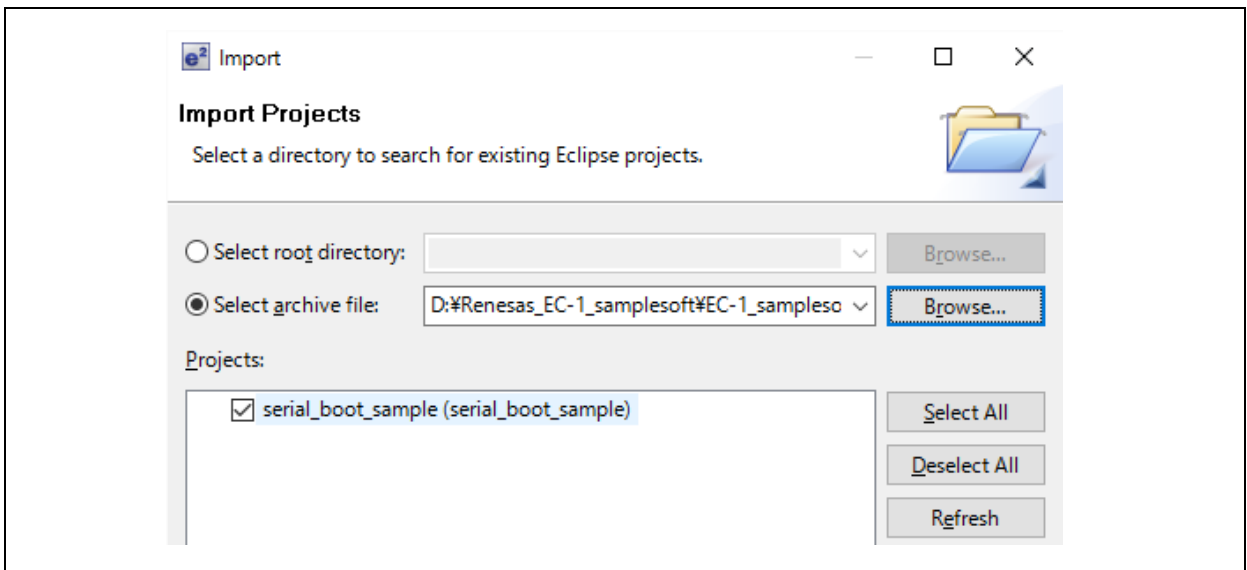 e² Import
Import Projects
Select a directory to search for existing Eclipse projects.
Select root directory: Browse...
Select archive file: D:¥Renesas_EC-1_samplesoft¥EC-1_sampleso Browse...
Projects:
serial_boot_sample (serial_boot_sample)
Select All
Deselect All
Refresh